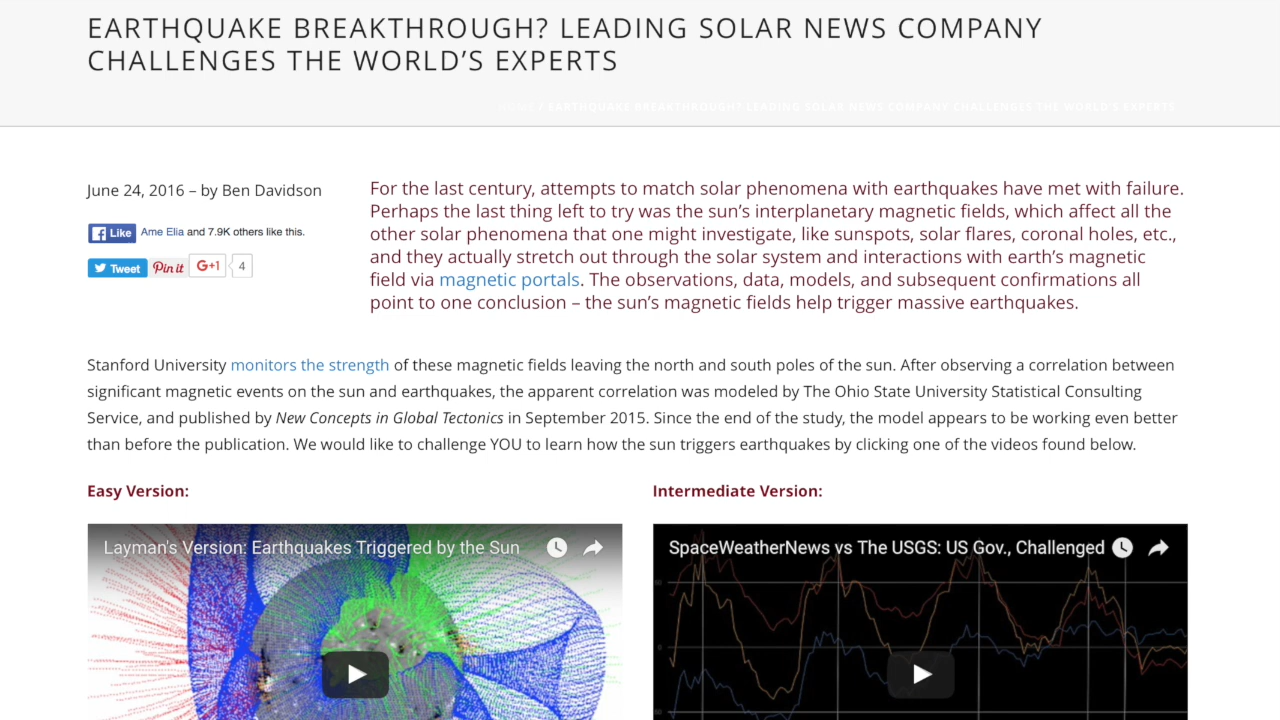 EARTHQUAKE BREAKTHROUGH? LEADING SOLAR NEWS COMPANY
CHALLENGES THE WORLD’S EXPERTS
/ EARTHQUAKE BREAKTHROUGH? LEADING SOLAR NEWS COMPANY CHALLENGES THE WORLD’S EXPERTS
June 24, 2016 – by Ben Davidson
Like Ame Elia and 7.9K others like this.
Tweet Pin it G+1 4
For the last century, attempts to match solar phenomena with earthquakes have met with failure.
Perhaps the last thing left to try was the sun’s interplanetary magnetic fields, which affect all the
other solar phenomena that one might investigate, like sunspots, solar flares, coronal holes, etc.,
and they actually stretch out through the solar system and interactions with earth’s magnetic
field via magnetic portals. The observations, data, models, and subsequent confirmations all
point to one conclusion – the sun’s magnetic fields help trigger massive earthquakes.
Stanford University monitors the strength of these magnetic fields leaving the north and south poles of the sun. After observing a correlation between
significant magnetic events on the sun and earthquakes, the apparent correlation was modeled by The Ohio State University Statistical Consulting
Service, and published by New Concepts in Global Tectonics in September 2015. Since the end of the study, the model appears to be working even better
than before the publication. We would like to challenge YOU to learn how the sun triggers earthquakes by clicking one of the videos found below.
Easy Version:
Layman's Version: Earthquakes Triggered by the Sun
Intermediate Version:
SpaceWeatherNews vs The USGS: US Gov., Challenged